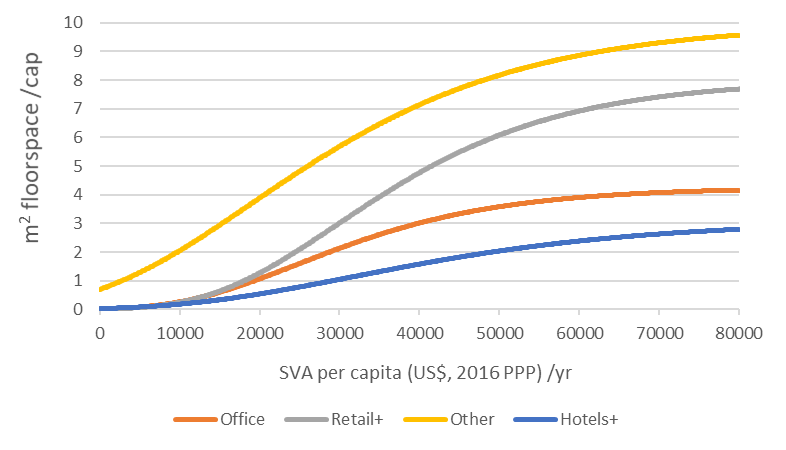 m² floorspace /cap
10
9
8
7
6
5
4
3
2
1
0
0 10000 20000 30000 40000 50000 60000 70000 80000
SVA per capita (US$, 2016 PPP) /yr
Office Retail+ Other Hotels+